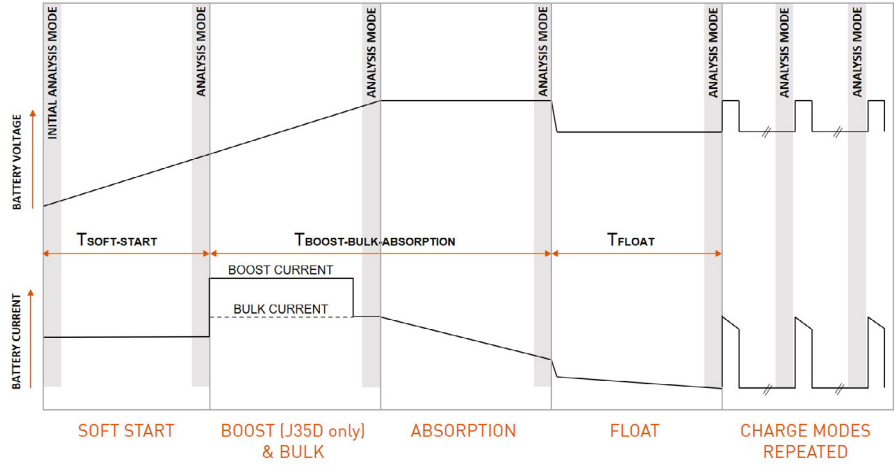 INITIAL ANALYSIS MODE
ANALYSIS MODE
ANALYSIS MODE
ANALYSIS MODE
ANALYSIS MODE
ANALYSIS MODE
ANALYSIS MODE
BATTERY VOLTAGE
TSOFT-START
TBOOST-BULK-ABSORPTION
TFLOAT
BOOST CURRENT
BULK CURRENT
BATTERY CURRENT
SOFT START
BOOST (J35D only)
& BULK
ABSORPTION
FLOAT
CHARGE MODES
REPEATED